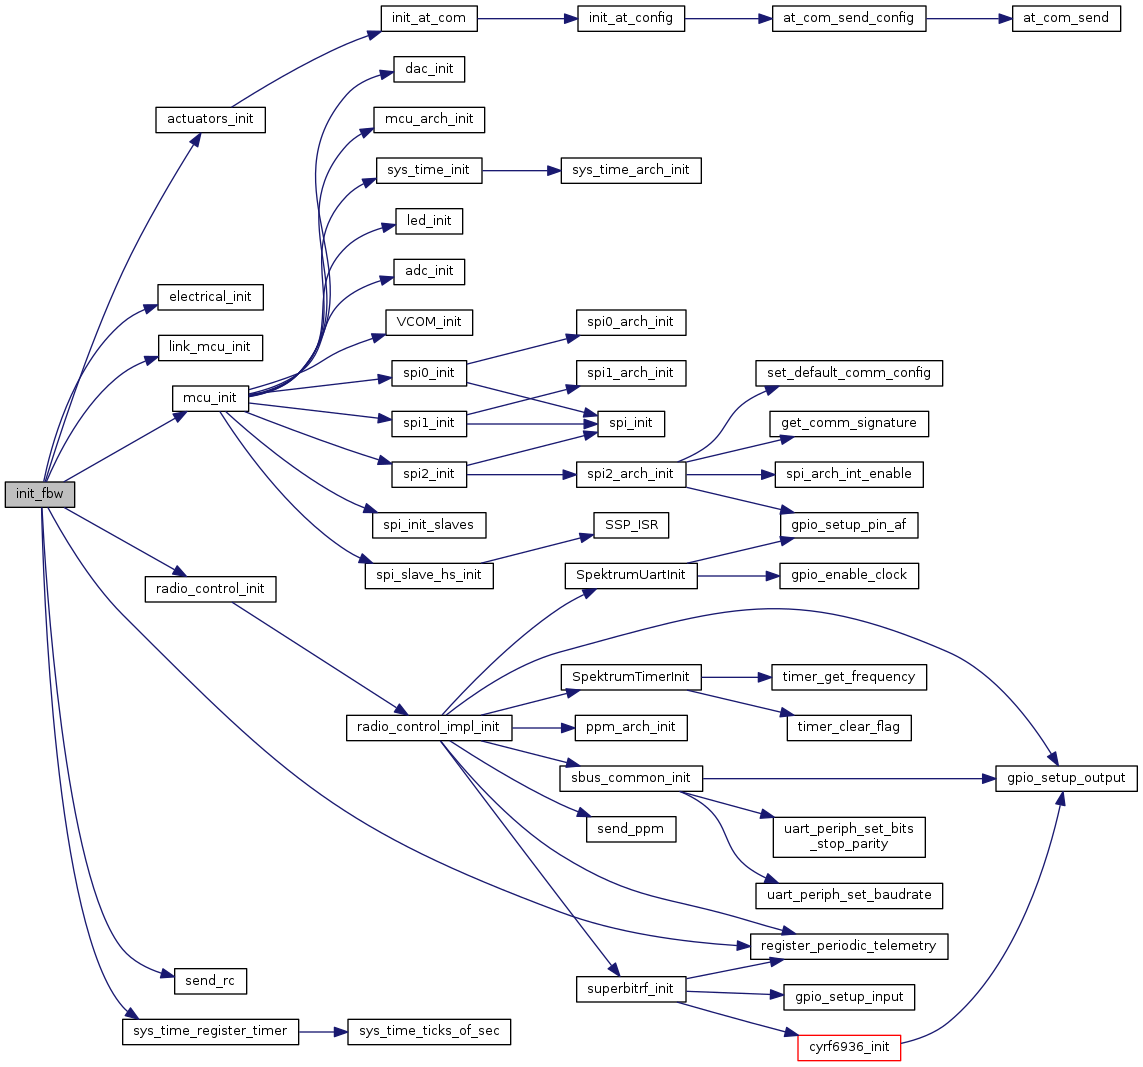 init_at_com
init_at_config
at_com_send_config
at_com_send
dac_init
actuators_init
mcu_arch_init
sys_time_init
sys_time_arch_init
led_init
adc_init
electrical_init
VCOM_init
spi0_arch_init
link_mcu_init
spi0_init
spi1_arch_init
set_default_comm_config
mcu_init
spi1_init
spi_init
get_comm_signature
spi2_init
spi2_arch_init
spi_arch_int_enable
init_fbw
spi_init_slaves
SSP_ISR
gpio_setup_pin_af
spi_slave_hs_init
SpektrumUartInit
gpio_enable_clock
radio_control_init
SpektrumTimerInit
timer_get_frequency
radio_control_impl_init
ppm_arch_init
timer_clear_flag
sbus_common_init
gpio_setup_output
send_ppm
uart_periph_set_bits
_stop_parity
uart_periph_set_baudrate
register_periodic_telemetry
send_rc
superbitrf_init
gpio_setup_input
sys_time_register_timer
sys_time_ticks_of_sec
cyrf6936_init